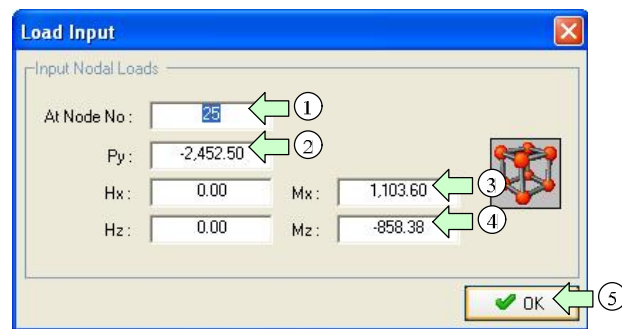 Load Input
Input Nodal Loads
At Node No : 25 1
Py : -2,452.50 2
Hx : 0.00 Mx : 1,103.60 3
Hz : 0.00 Mz : -858.38 4
OK 5